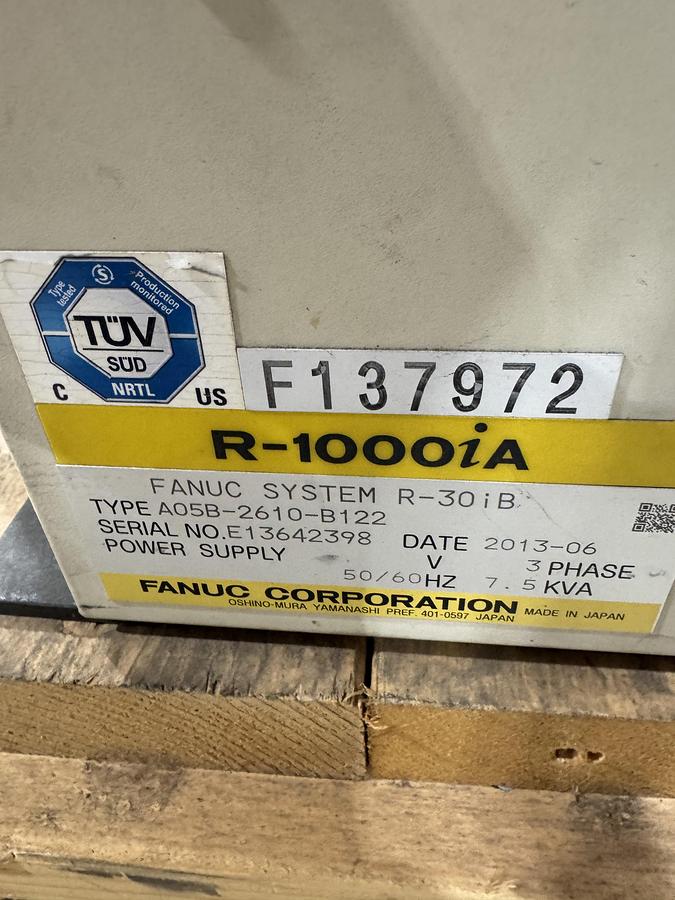 Type tested
S
Production monitored
TÜV
SÜD
NRTL
C US
F137972
R-1000iA
FANUC SYSTEM R-30iB
TYPE A05B-2610-B122
SERIAL NO.E13642398 DATE 2013-06
POWER SUPPLY V 3 PHASE
50/60HZ 7.5 KVA
FANUC CORPORATION
OSHINO-MURA YAMANASHI PREF. 401-0597 JAPAN MADE IN JAPAN